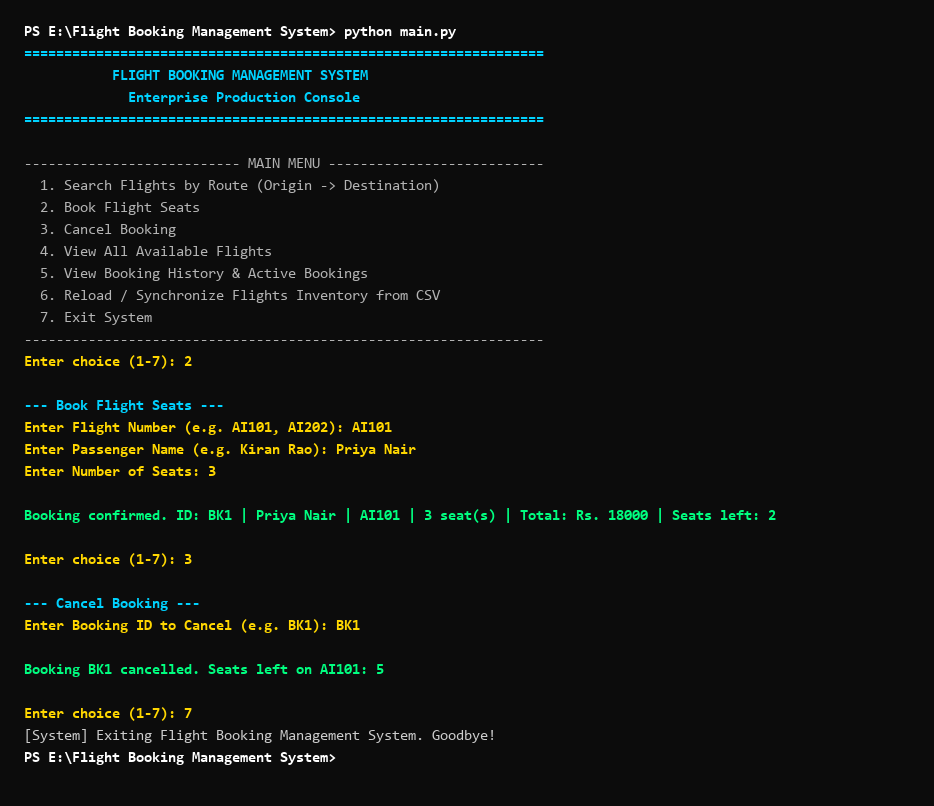 PS E:\Flight Booking Management System> python main.py
=================================================================
FLIGHT BOOKING MANAGEMENT SYSTEM
Enterprise Production Console
=================================================================
--------------------------- MAIN MENU ---------------------------
1. Search Flights by Route (Origin -> Destination)
2. Book Flight Seats
3. Cancel Booking
4. View All Available Flights
5. View Booking History & Active Bookings
6. Reload / Synchronize Flights Inventory from CSV
7. Exit System
-----------------------------------------------------------------
Enter choice (1-7): 2
--- Book Flight Seats ---
Enter Flight Number (e.g. AI101, AI202): AI101
Enter Passenger Name (e.g. Kiran Rao): Priya Nair
Enter Number of Seats: 3
Booking confirmed. ID: BK1 | Priya Nair | AI101 | 3 seat(s) | Total: Rs. 18000 | Seats left: 2
Enter choice (1-7): 3
--- Cancel Booking ---
Enter Booking ID to Cancel (e.g. BK1): BK1
Booking BK1 cancelled. Seats left on AI101: 5
Enter choice (1-7): 7
[System] Exiting Flight Booking Management System. Goodbye!
PS E:\Flight Booking Management System>